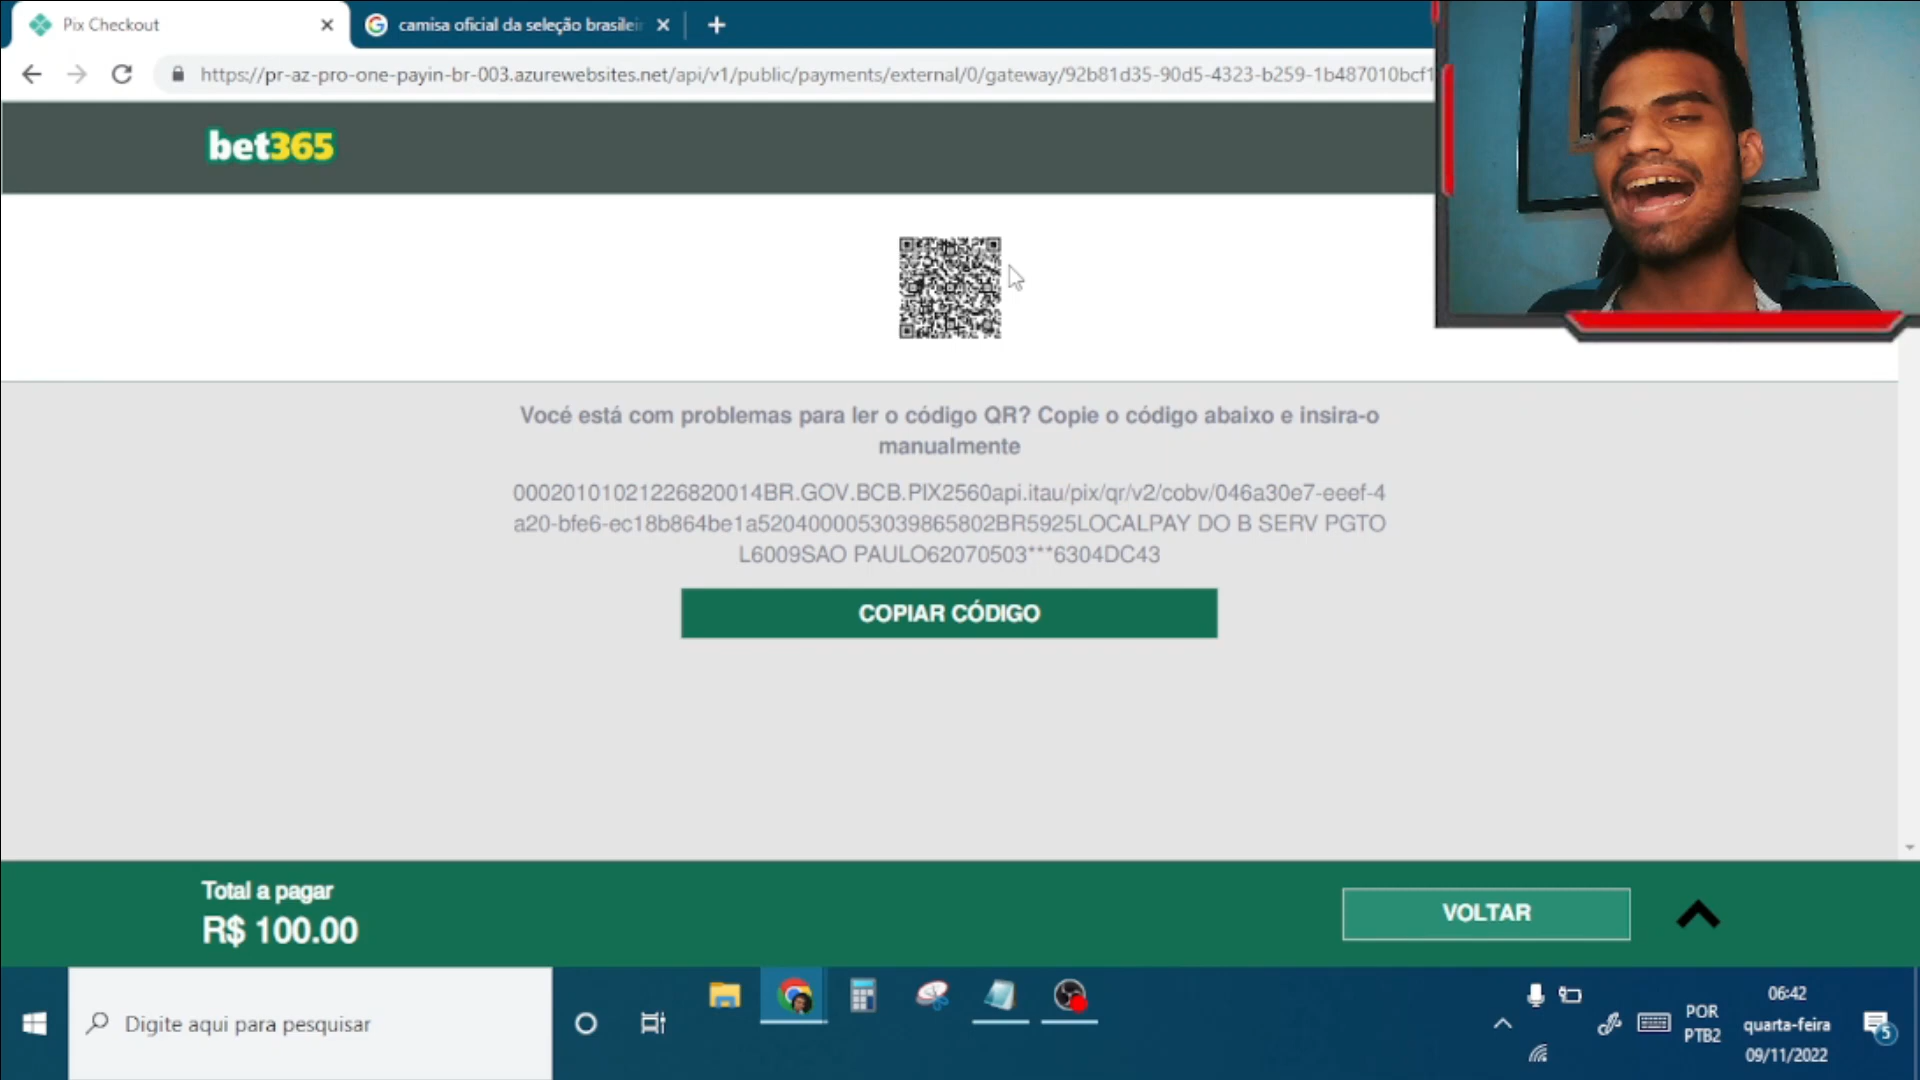 Pix Checkout
camisa oficial da seleção brasileir
https://pr-az-pro-one-payin-br-003.azurewebsites.net/api/v1/public/payments/external/0/gateway/92b81d35-90d5-4323-b259-1b487010bcf1
bet365
Você está com problemas para ler o código QR? Copie o código abaixo e insira-o
manualmente
00020101021226820014BR.GOV.BCB.PIX2560api.itau/pix/qr/v2/cobv/046a30e7-eeef-4
a20-bfe6-ec18b864be1a5204000053039865802BR5925LOCALPAY DO B SERV PGTO
L6009SAO PAULO62070503***6304DC43
COPIAR CÓDIGO
Total a pagar
R$ 100.00
VOLTAR
Digite aqui para pesquisar
POR
PTB2
06:42
quarta-feira
09/11/2022
5